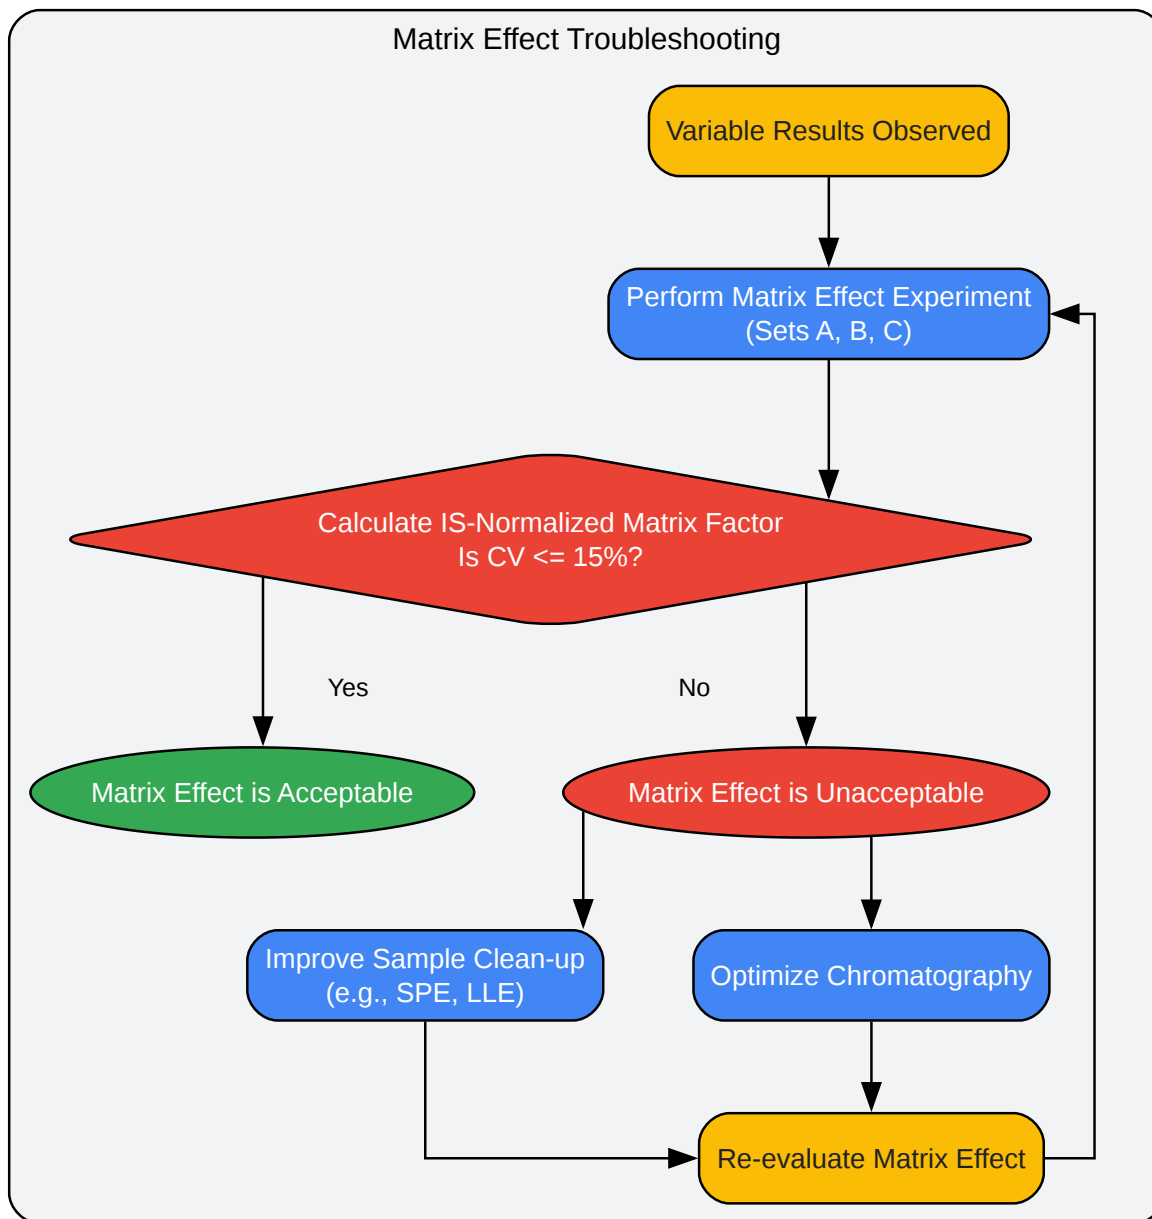 Matrix Effect Troubleshooting
Variable Results Observed
Perform Matrix Effect Experiment
(Sets A, B, C)
Calculate IS-Normalized Matrix Factor
Is CV <= 15%?
Yes
No
Matrix Effect is Acceptable
Matrix Effect is Unacceptable
Improve Sample Clean-up
(e.g., SPE, LLE)
Optimize Chromatography
Re-evaluate Matrix Effect